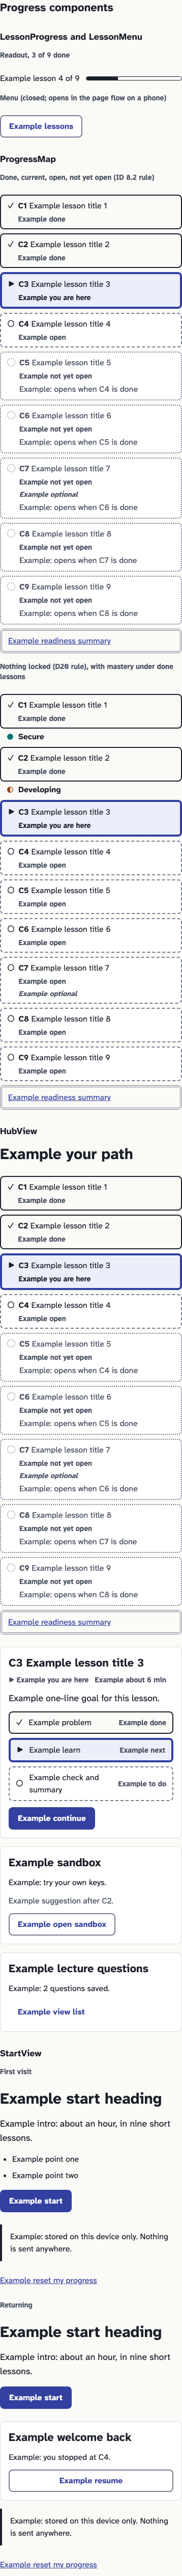 Progress components
LessonProgress and LessonMenu
Readout, 3 of 9 done
Example lesson 4 of 9
Menu (closed; opens in the page flow on a phone)
Example lessons
ProgressMap
Done, current, open, not yet open (ID 8.2 rule)
✓ C1 Example lesson title 1
Example done
✓ C2 Example lesson title 2
Example done
▶ C3 Example lesson title 3
Example you are here
C4 Example lesson title 4
Example open
C5 Example lesson title 5
Example not yet open
Example: opens when C4 is done
C6 Example lesson title 6
Example not yet open
Example: opens when C5 is done
C7 Example lesson title 7
Example not yet open
Example optional
Example: opens when C6 is done
C8 Example lesson title 8
Example not yet open
Example: opens when C7 is done
C9 Example lesson title 9
Example not yet open
Example: opens when C8 is done
Example readiness summary
Nothing locked (D20 rule), with mastery under done
lessons
✓ C1 Example lesson title 1
Example done
Secure
✓ C2 Example lesson title 2
Example done
Developing
▶ C3 Example lesson title 3
Example you are here
C4 Example lesson title 4
Example open
C5 Example lesson title 5
Example open
C6 Example lesson title 6
Example open
C7 Example lesson title 7
Example open
Example optional
C8 Example lesson title 8
Example open
C9 Example lesson title 9
Example open
Example readiness summary
HubView
Example your path
✓ C1 Example lesson title 1
Example done
✓ C2 Example lesson title 2
Example done
▶ C3 Example lesson title 3
Example you are here
C4 Example lesson title 4
Example open
C5 Example lesson title 5
Example not yet open
Example: opens when C4 is done
C6 Example lesson title 6
Example not yet open
Example: opens when C5 is done
C7 Example lesson title 7
Example not yet open
Example optional
Example: opens when C6 is done
C8 Example lesson title 8
Example not yet open
Example: opens when C7 is done
C9 Example lesson title 9
Example not yet open
Example: opens when C8 is done
Example readiness summary
C3 Example lesson title 3
▶ Example you are here Example about 6 min
Example one-line goal for this lesson.
✓ Example problem Example done
▶ Example learn Example next
Example check and
summary
Example to do
Example continue
Example sandbox
Example: try your own keys.
Example suggestion after C2.
Example open sandbox
Example lecture questions
Example: 2 questions saved.
Example view list
StartView
First visit
Example start heading
Example intro: about an hour, in nine short
lessons.
• Example point one
• Example point two
Example start
Example: stored on this device only. Nothing
is sent anywhere.
Example reset my progress
Returning
Example start heading
Example intro: about an hour, in nine short
lessons.
Example start
Example welcome back
Example: you stopped at C4.
Example resume
Example: stored on this device only. Nothing
is sent anywhere.
Example reset my progress